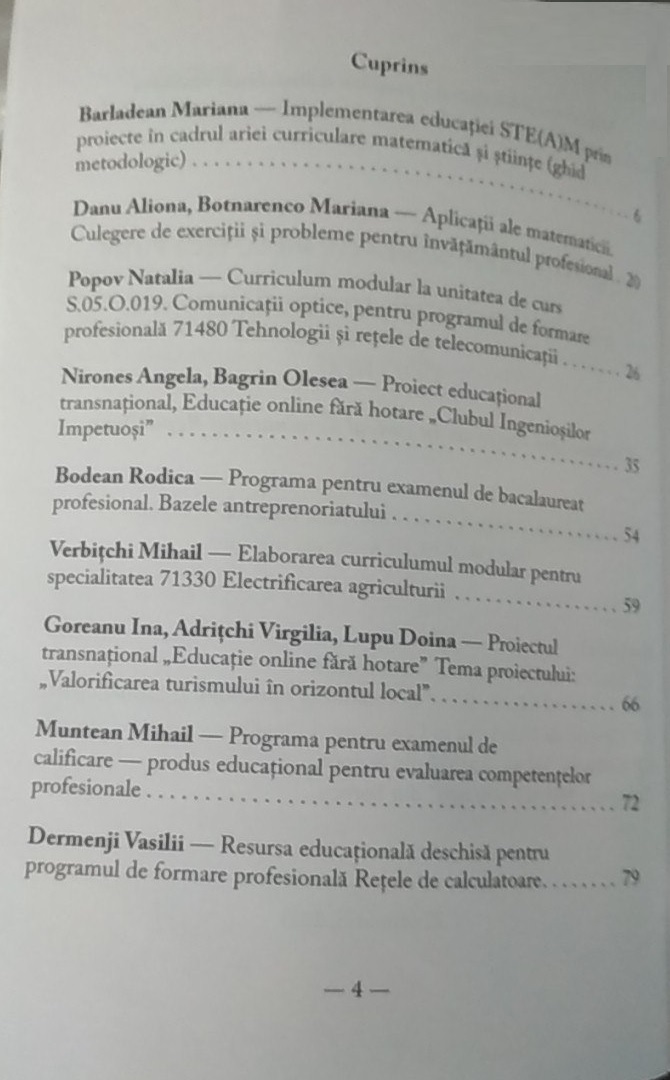 Cuprins
Barladean Mariana — Implementarea educației STE(A)M prin
proiecte în cadrul ariei curriculare matematică și științe (ghid
metodologic) . . . . . . . . . . . . . . . . . . . . . . . . . . . . . . . . . . . . . . . . 6
Danu Aliona, Botnarenco Mariana — Aplicații ale matematicii.
Culegere de exerciții și probleme pentru învățământul profesional . 20
Popov Natalia — Curriculum modular la unitatea de curs
S.05.O.019. Comunicații optice, pentru programul de formare
profesională 71480 Tehnologii și rețele de telecomunicații . . . . . . . 26
Nirones Angela, Bagrin Olesea — Proiect educațional
transnațional, Educație online fără hotare „Clubul Ingenioșilor
Impetuoși” . . . . . . . . . . . . . . . . . . . . . . . . . . . . . . . . . . . . . . . 35
Bodean Rodica — Programa pentru examenul de bacalaureat
profesional. Bazele antreprenoriatului . . . . . . . . . . . . . . . . . . . . 54
Verbițchi Mihail — Elaborarea curriculumul modular pentru
specialitatea 71330 Electrificarea agriculturii . . . . . . . . . . . . . . 59
Goreanu Ina, Adrițchi Virgilia, Lupu Doina — Proiectul
transnațional „Educație online fără hotare” Tema proiectului:
„Valorificarea turismului în orizontul local”. . . . . . . . . . . . . . . . 66
Muntean Mihail — Programa pentru examenul de
calificare — produs educațional pentru evaluarea competențelor
profesionale . . . . . . . . . . . . . . . . . . . . . . . . . . . . . . . . . . . . . . . . 72
Dermenji Vasilii — Resursa educațională deschisă pentru
programul de formare profesională Rețele de calculatoare. . . . . . . . 79
— 4 —